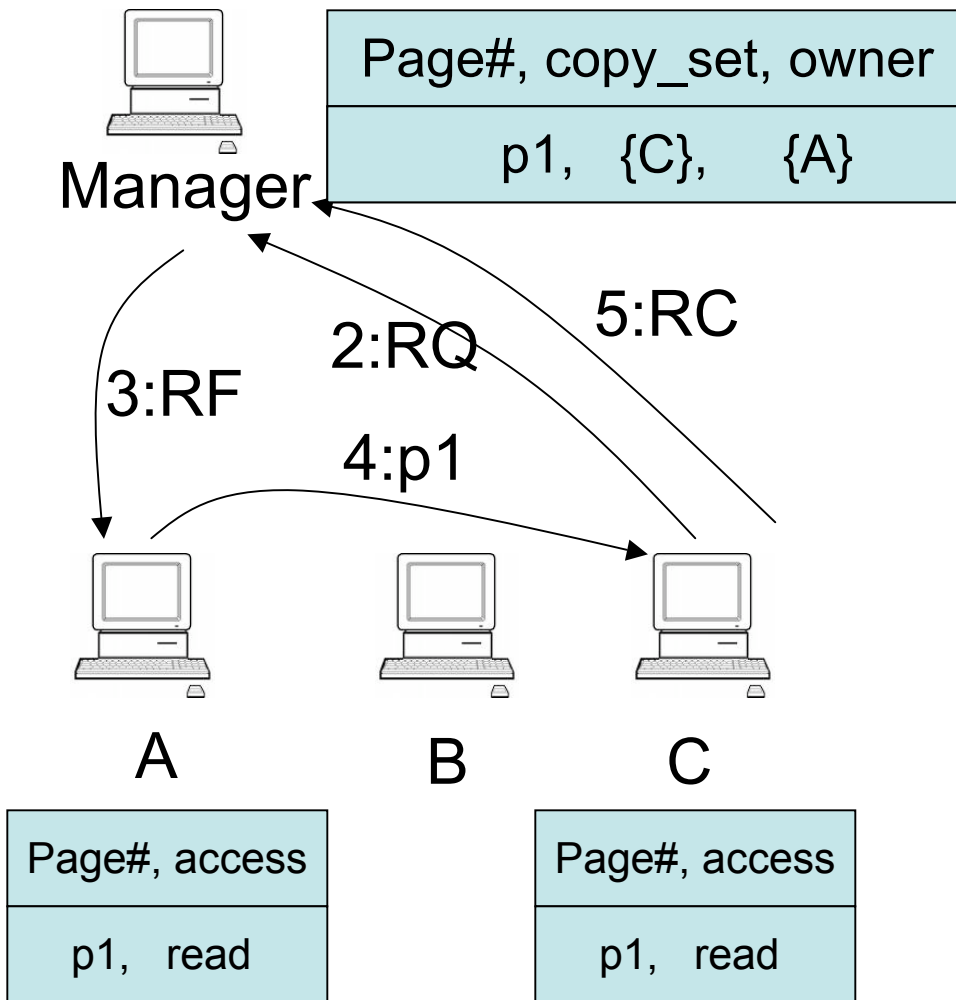 Page#, copy_set, owner
p1, {C}, {A}
Manager
5:RC
2:RQ
3:RF
4:p1
A
B
C
Page#, access
p1, read
Page#, access
p1, read